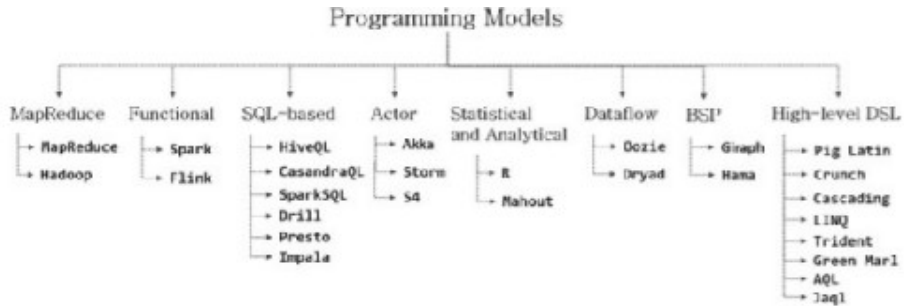 Programming Models
MapReduce
MapReduce
Hadoop
Functional
Spark
Flink
SQL-based
HiveQL
CasandraQL
SparkSQL
Drill
Presto
Impala
Actor
Akka
Storm
S4
Statistical
and Analytical
R
Mahout
Dataflow
Oozie
Dryad
BSP
Giraph
Hama
High-level DSL
Pig Latin
Crunch
Cascading
LINQ
Trident
Green Marl
AQL
Jaql